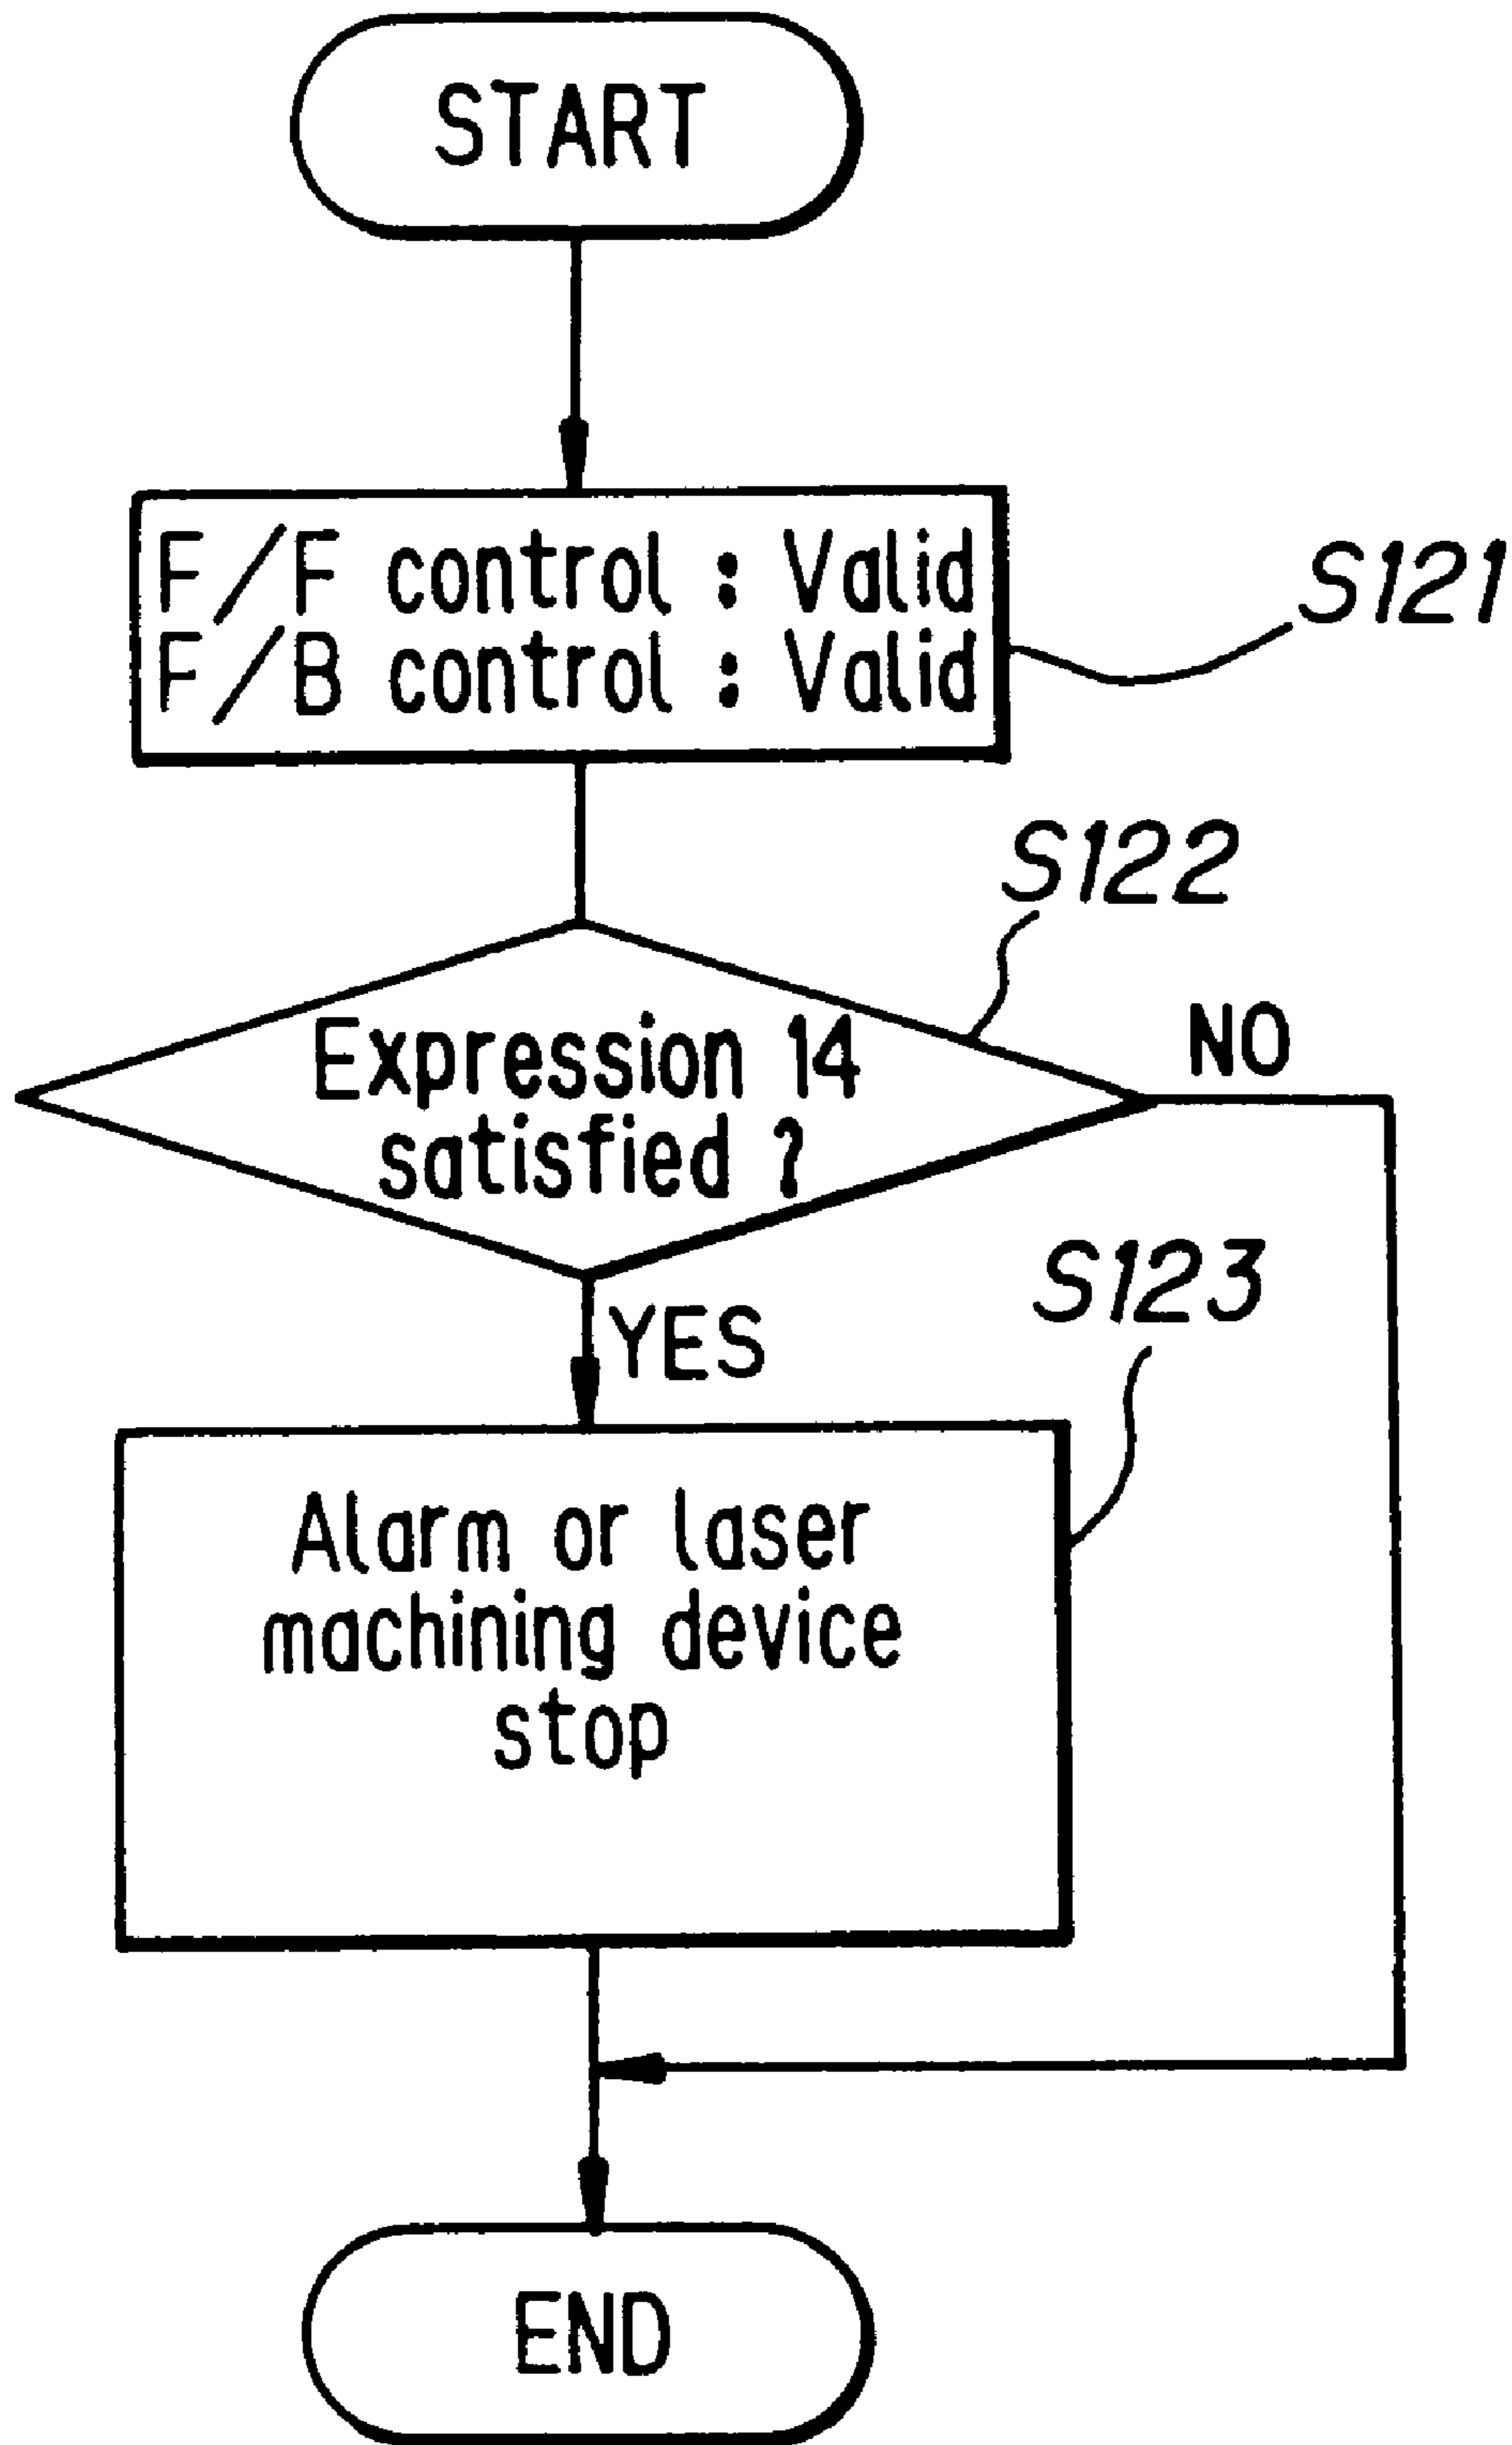 START
F/F control : Valid
F/B control : Valid
S121
S122
Expression 14
satisfied ?
NO
YES
S123
Alarm or laser
machining device
stop
END